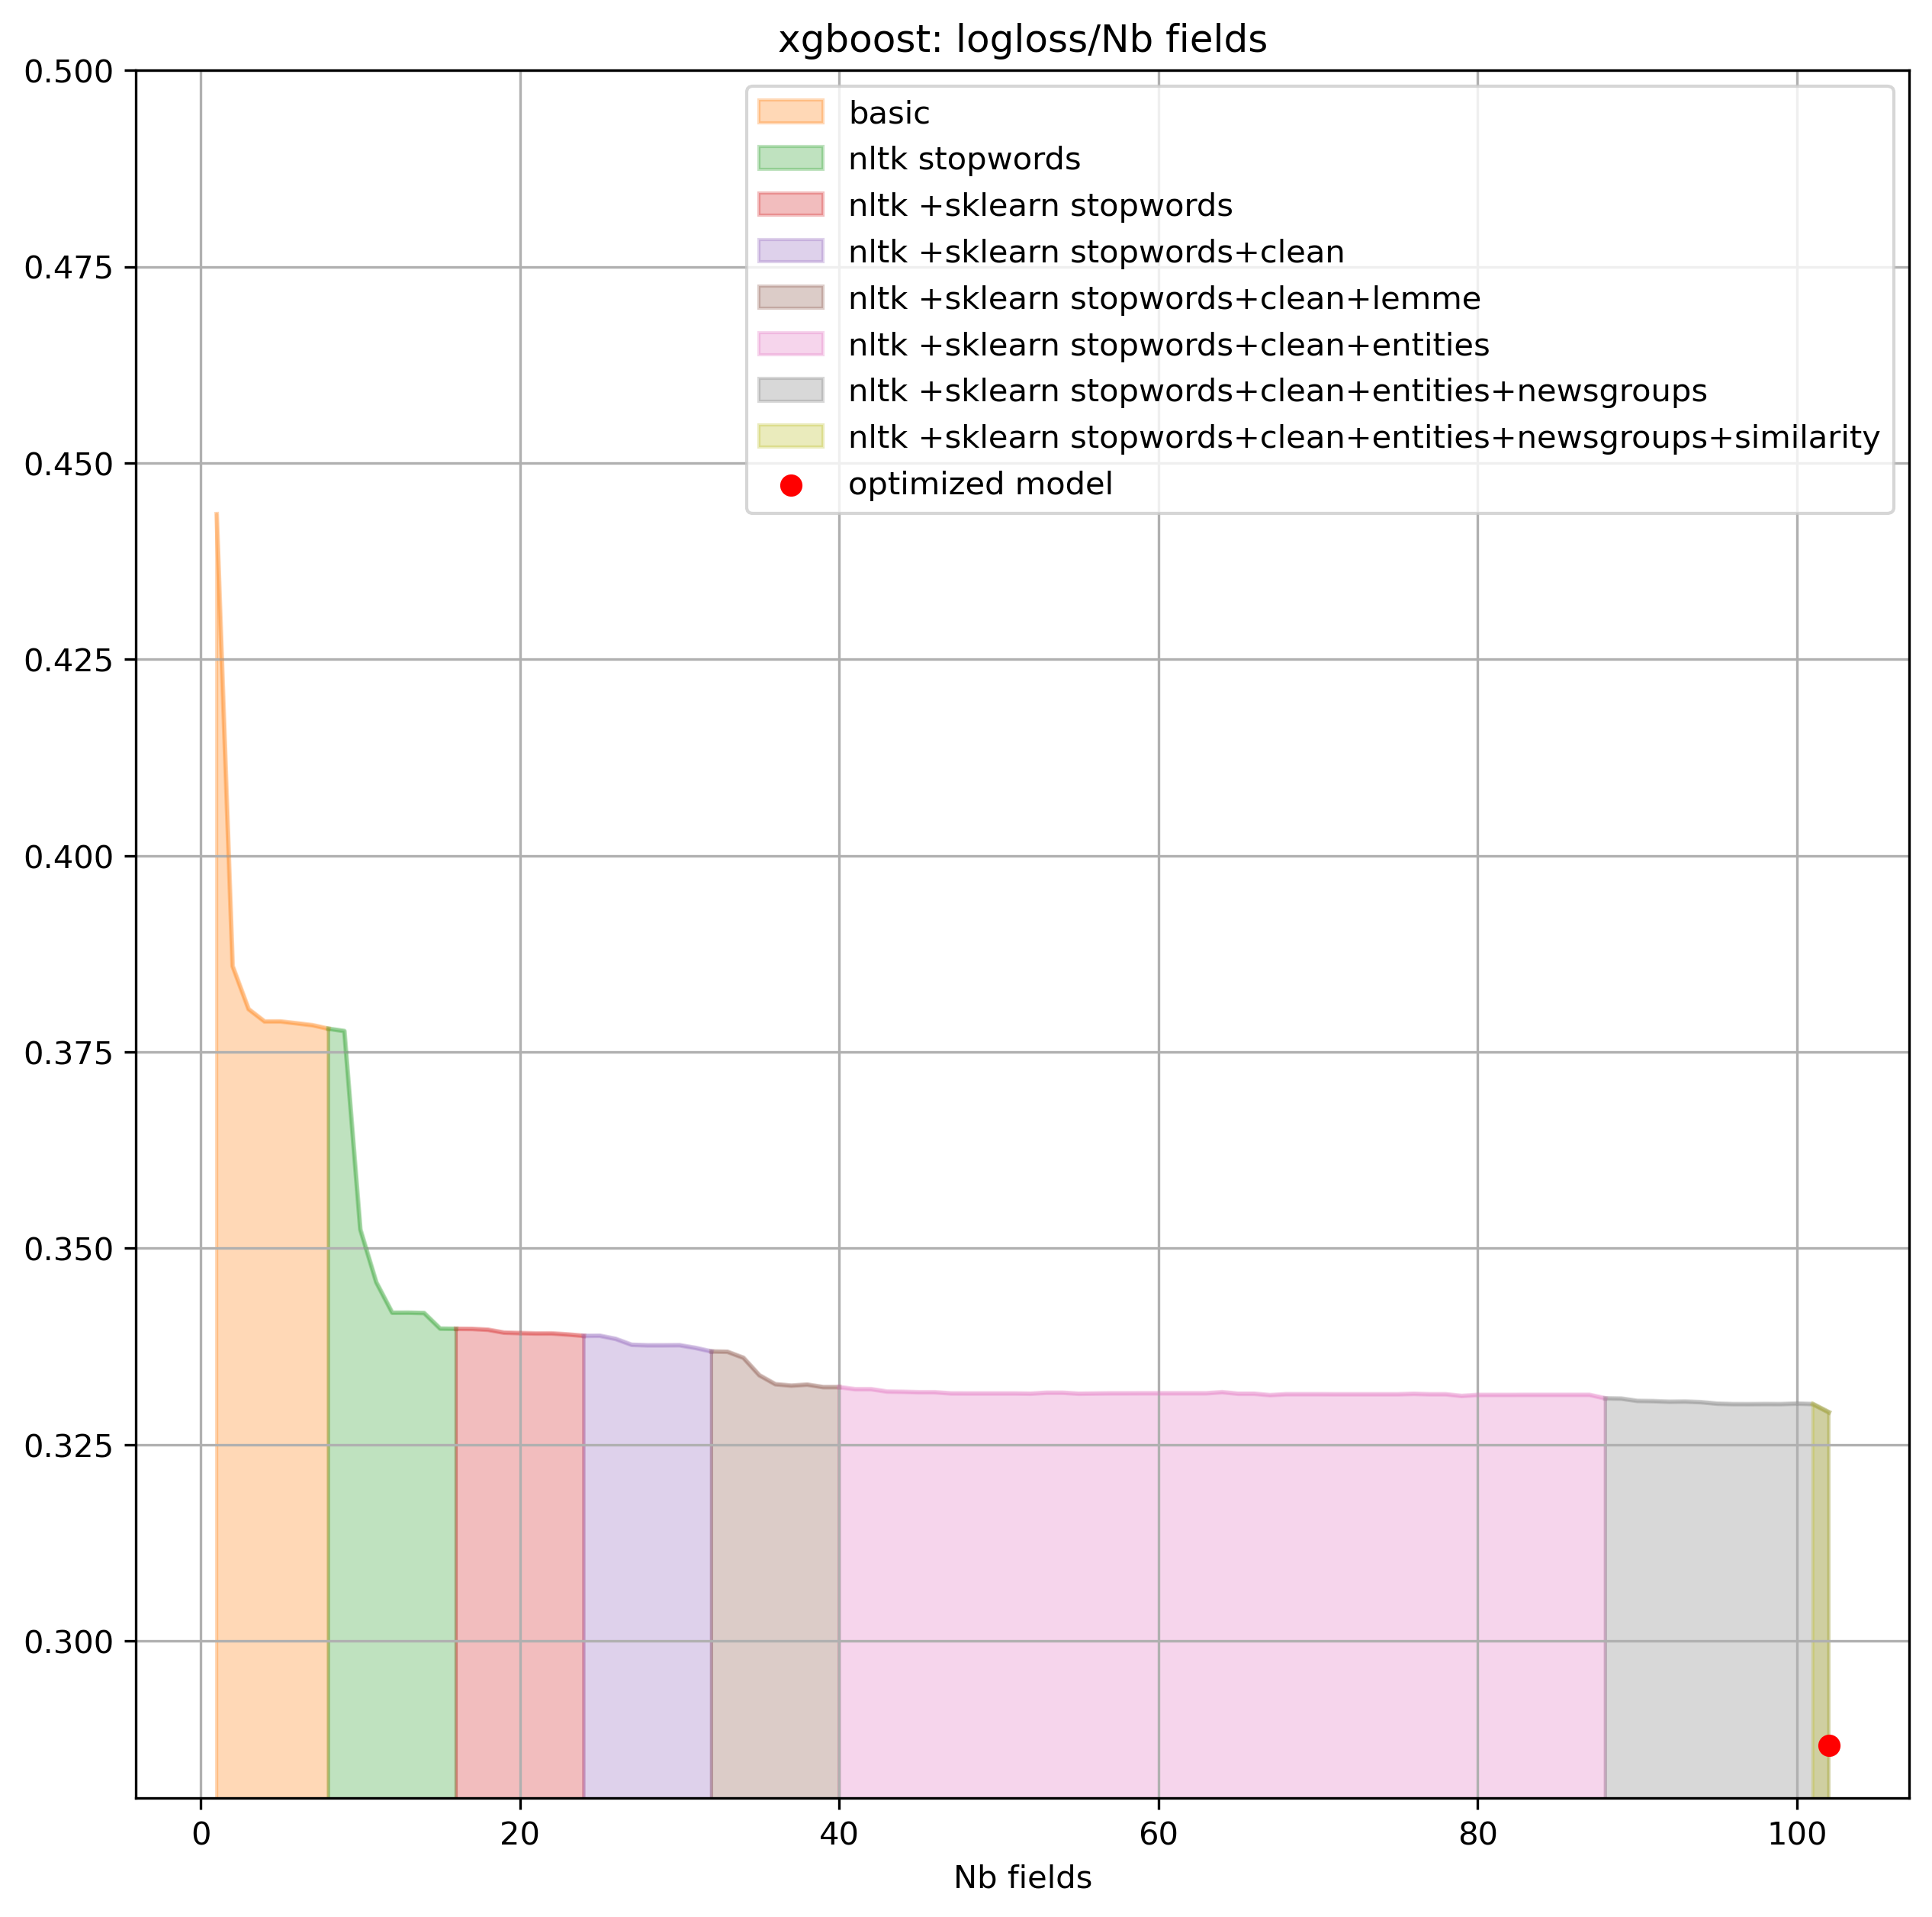 xgboost: logloss/Nb fields
0.500
0.475
0.450
0.425
0.400
0.375
0.350
0.325
0.300
basic
nltk stopwords
nltk +sklearn stopwords
nltk +sklearn stopwords+clean
nltk +sklearn stopwords+clean+lemme
nltk +sklearn stopwords+clean+entities
nltk +sklearn stopwords+clean+entities+newsgroups
nltk +sklearn stopwords+clean+entities+newsgroups+similarity
optimized model
0 20 40 60 80 100
Nb fields